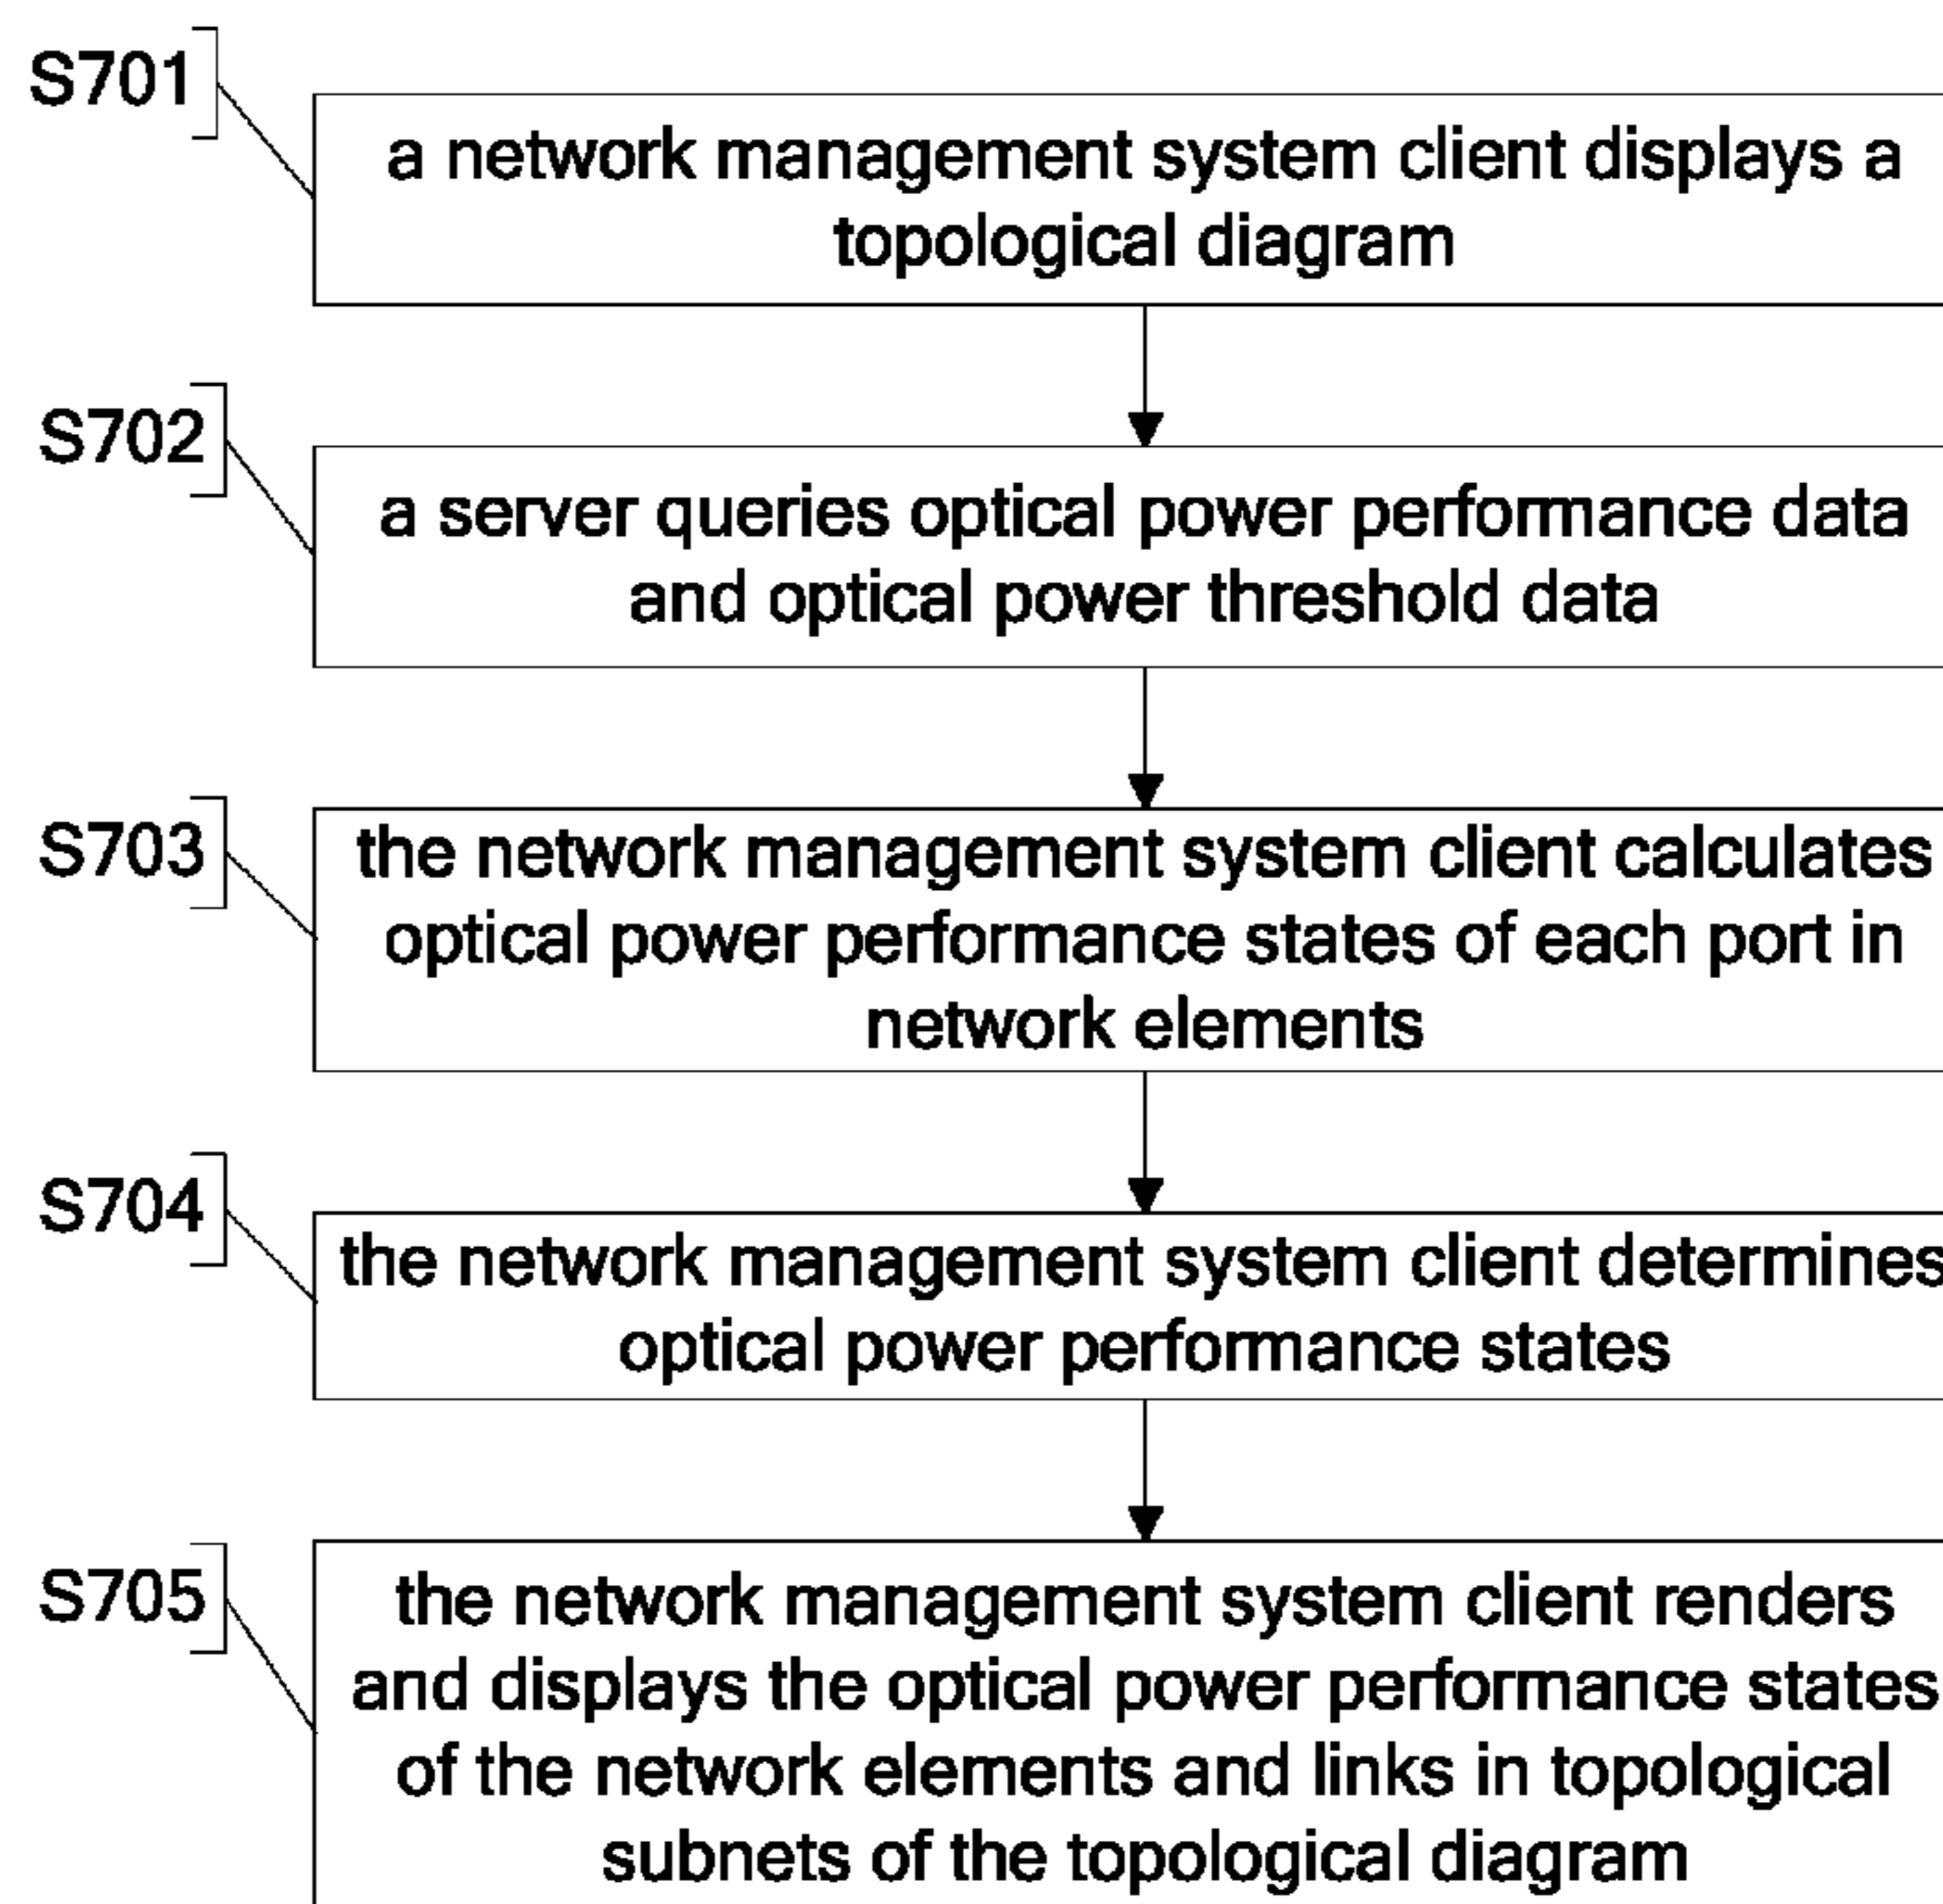 S701
a network management system client displays a
topological diagram
S702
a server queries optical power performance data
and optical power threshold data
S703
the network management system client calculates
optical power performance states of each port in
network elements
S704
the network management system client determines
optical power performance states
S705
the network management system client renders
and displays the optical power performance states
of the network elements and links in topological
subnets of the topological diagram